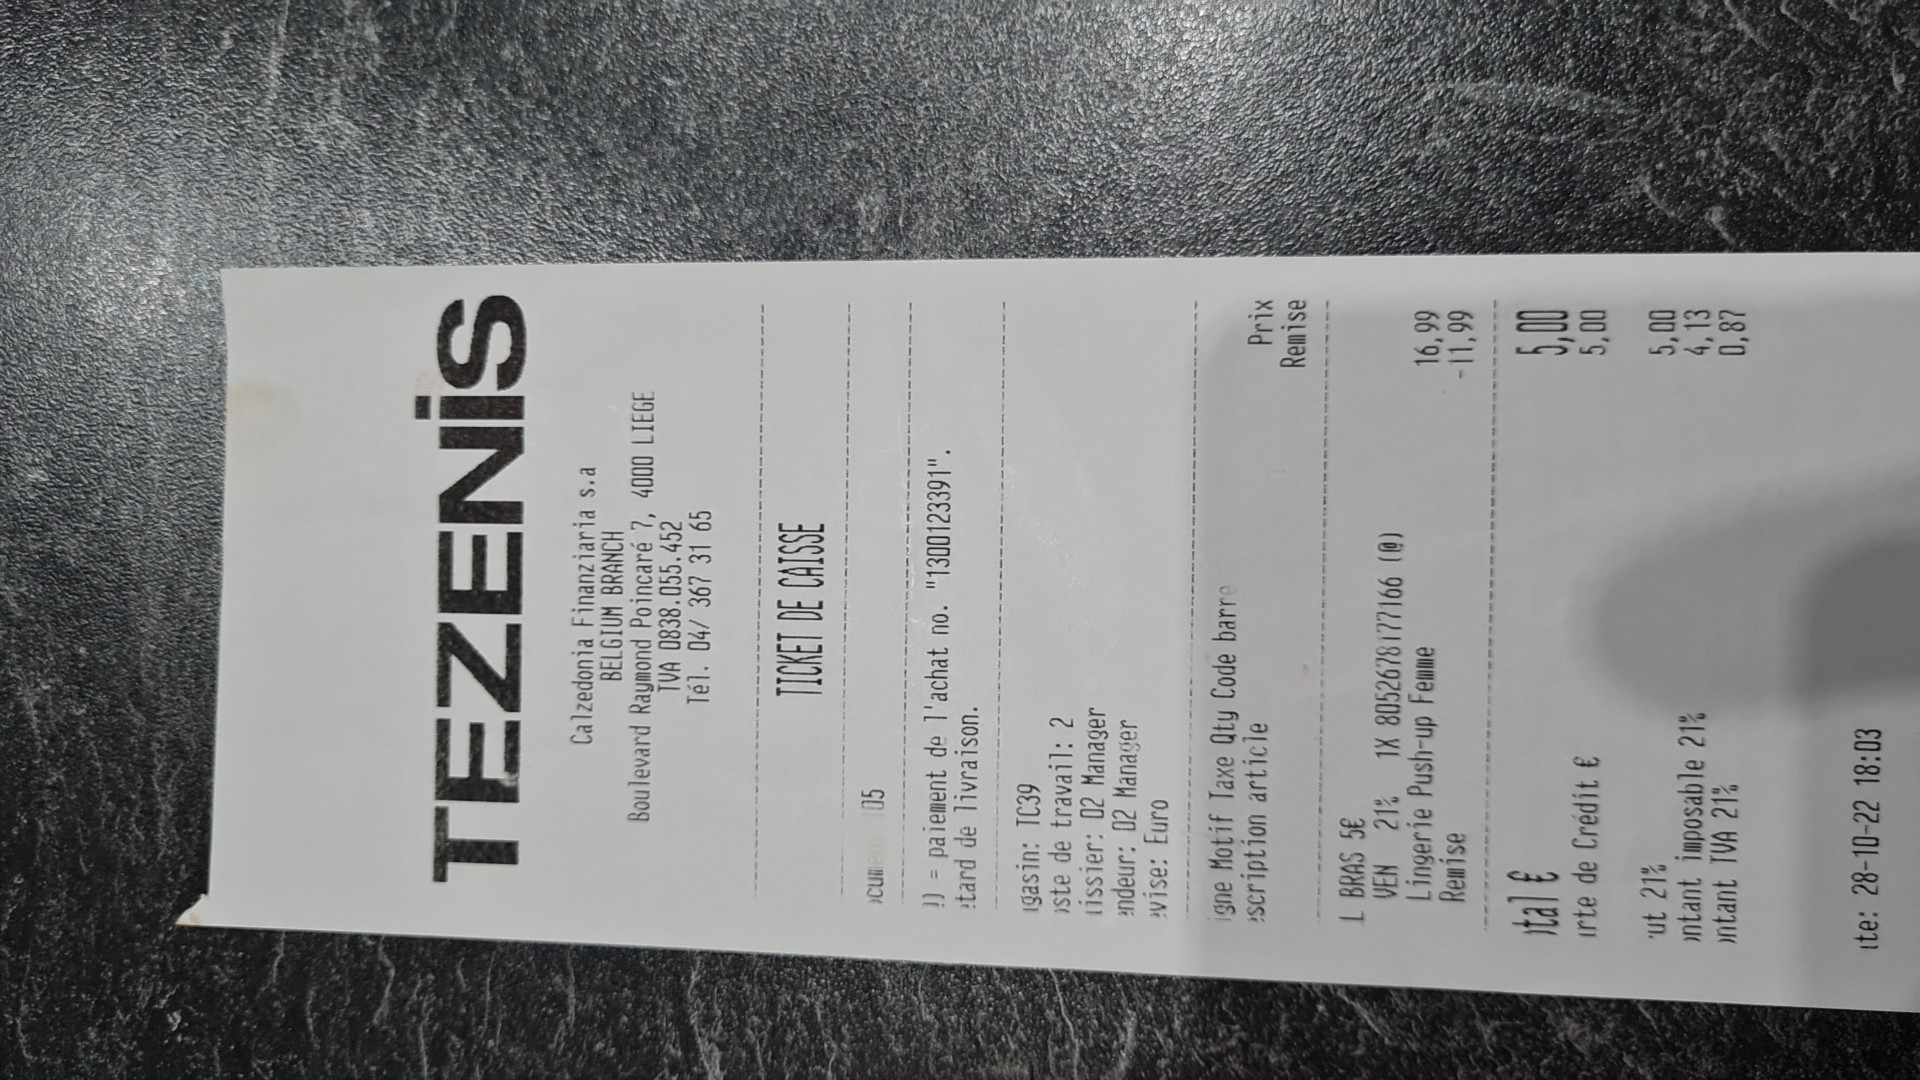 TEZENiS
Calzedonia Finanziaria s.a
BELGIUM BRANCH
Boulevard Raymond Poincaré 7, 4000 LIEGE
TVA 0838.055.452
Tél. 04/ 367 31 65
TICKET DE CAISSE
cument 105
) = paiement de l'achat no. "1300123391".
tard de livraison.
gasin: TC39
ste de travail: 2
issier: 02 Manager
ndeur: 02 Manager
vise: Euro
igne Motif Taxe Qty Code barre Prix
scription article Remise
L BRAS 5€
VEN 21% 1X 8052678177166 (@) 16,99
Lingerie Push-up Femme
Remise -11,99
tal € 5,00
rte de Crédit € 5,00
ut 21% 5,00
ntant imposable 21% 4,13
ntant TVA 21% 0,87
te: 28-10-22 18:03